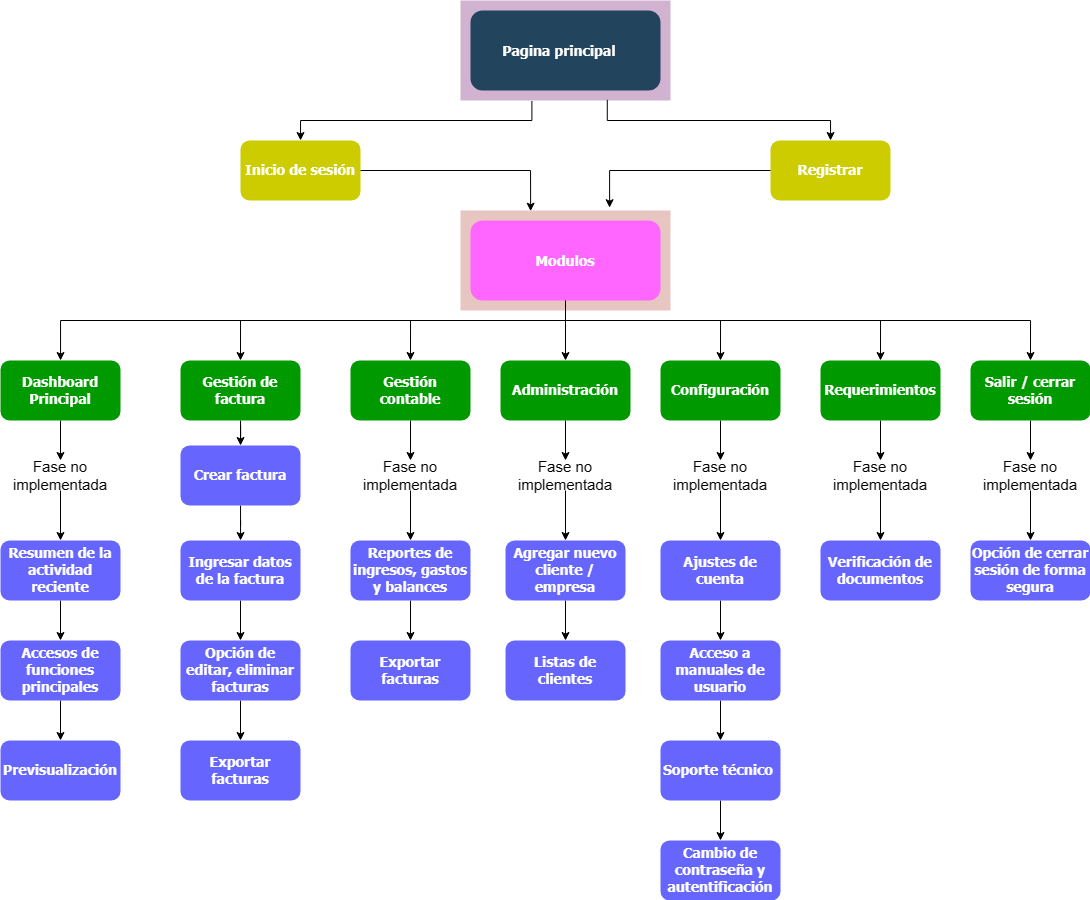 Pagina principal
Inicio de sesión
Registrar
Modulos
Dashboard
Principal
Gestión de
factura
Gestión
contable
Administración
Configuración
Requerimientos
Salir / cerrar
sesión
Fase no
implementada
Crear factura
Fase no
implementada
Fase no
implementada
Fase no
implementada
Fase no
implementada
Fase no
implementada
Resumen de la
actividad
reciente
Ingresar datos
de la factura
Reportes de
ingresos, gastos
y balances
Agregar nuevo
cliente /
empresa
Ajustes de
cuenta
Verificación de
documentos
Opción de cerrar
sesión de forma
segura
Accesos de
funciones
principales
Opción de
editar, eliminar
facturas
Exportar
facturas
Listas de
clientes
Acceso a
manuales de
usuario
Previsualización
Exportar
facturas
Soporte técnico
Cambio de
contraseña y
autentificación